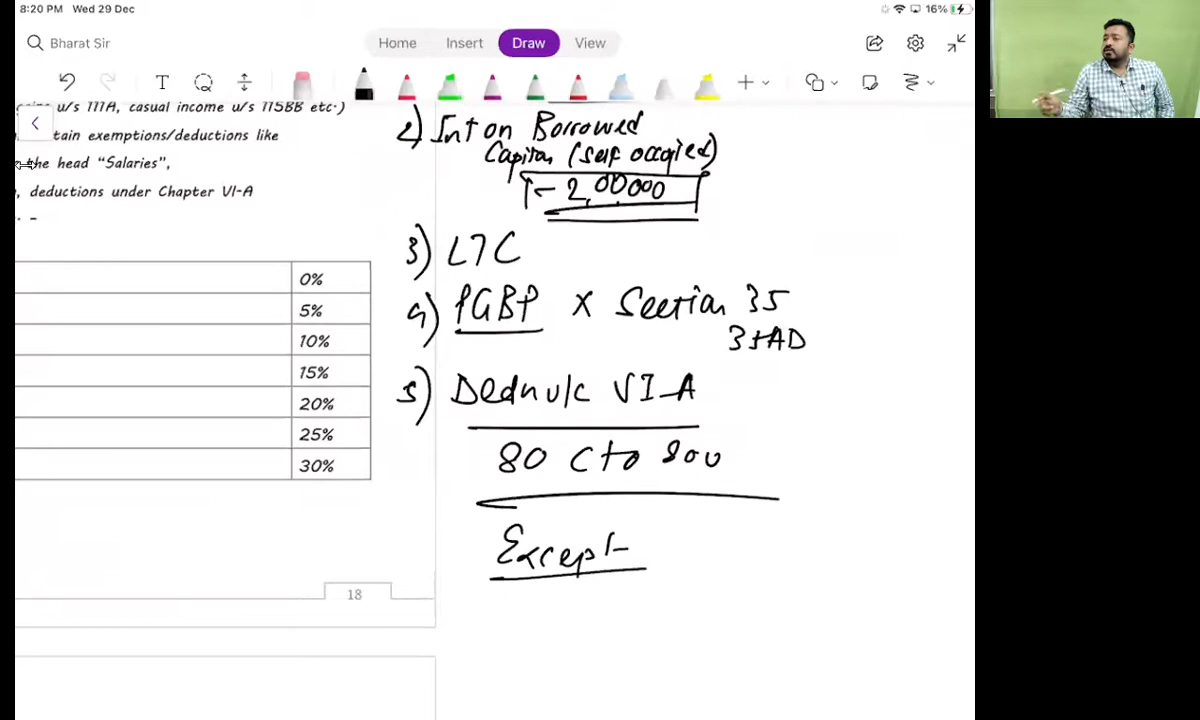 8:20 PM Wed 29 Dec
16%
Bharat Sir
Home Insert Draw View
u/s 111A, casual income u/s 115BB etc.)
tain exemptions/deductions like
the head "Salaries",
, deductions under Chapter VI-A
0%
5%
10%
15%
20%
25%
30%
18
2) Int on Borrowed
Capital (self occupied)
2,00000
3) LTC
4) PGBP x Section 35
35AD
5) Dedn u/c VI-A
80 C to 80U
Except